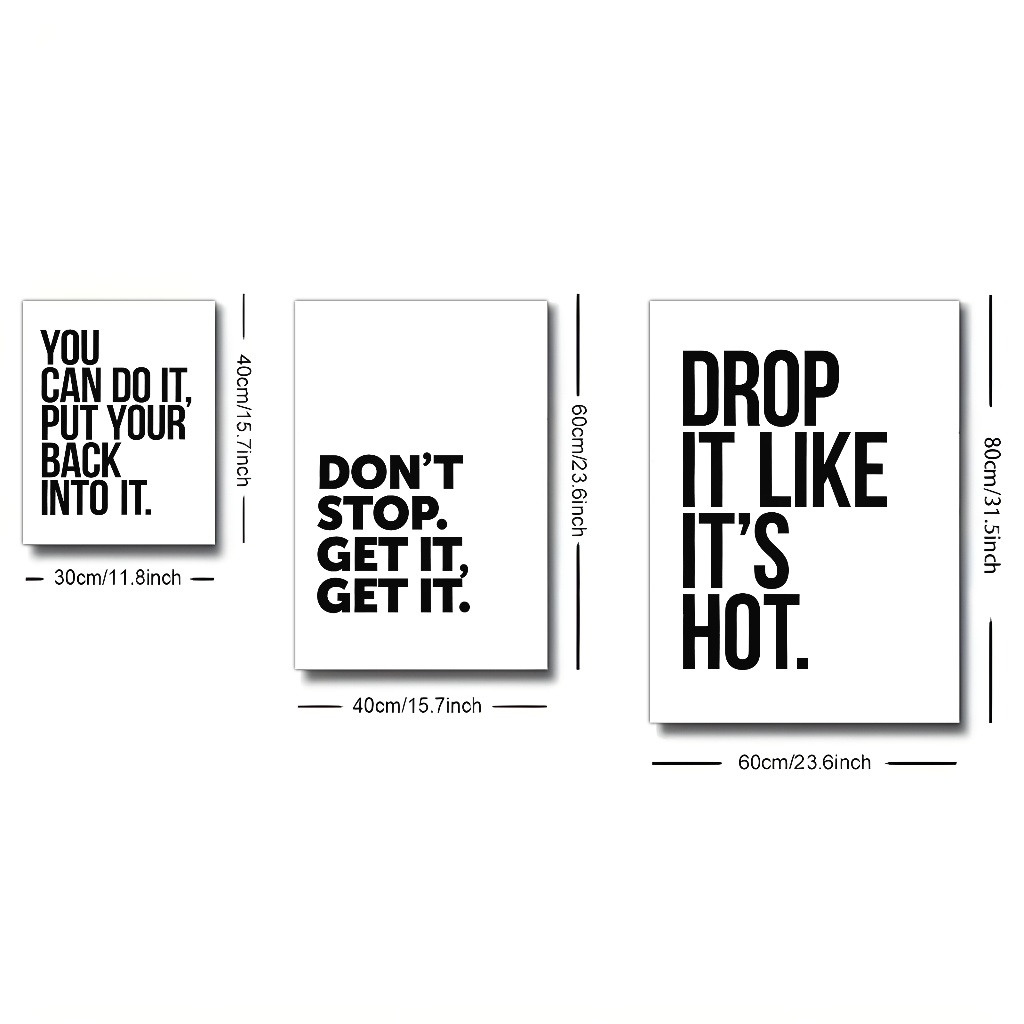 YOU
CAN DO IT,
PUT YOUR
BACK
INTO IT.
40cm/15.7inch
30cm/11.8inch
DON'T
STOP.
GET IT,
GET IT.
60cm/23.6inch
40cm/15.7inch
DROP
IT LIKE
IT'S
HOT.
80cm/31.5inch
60cm/23.6inch